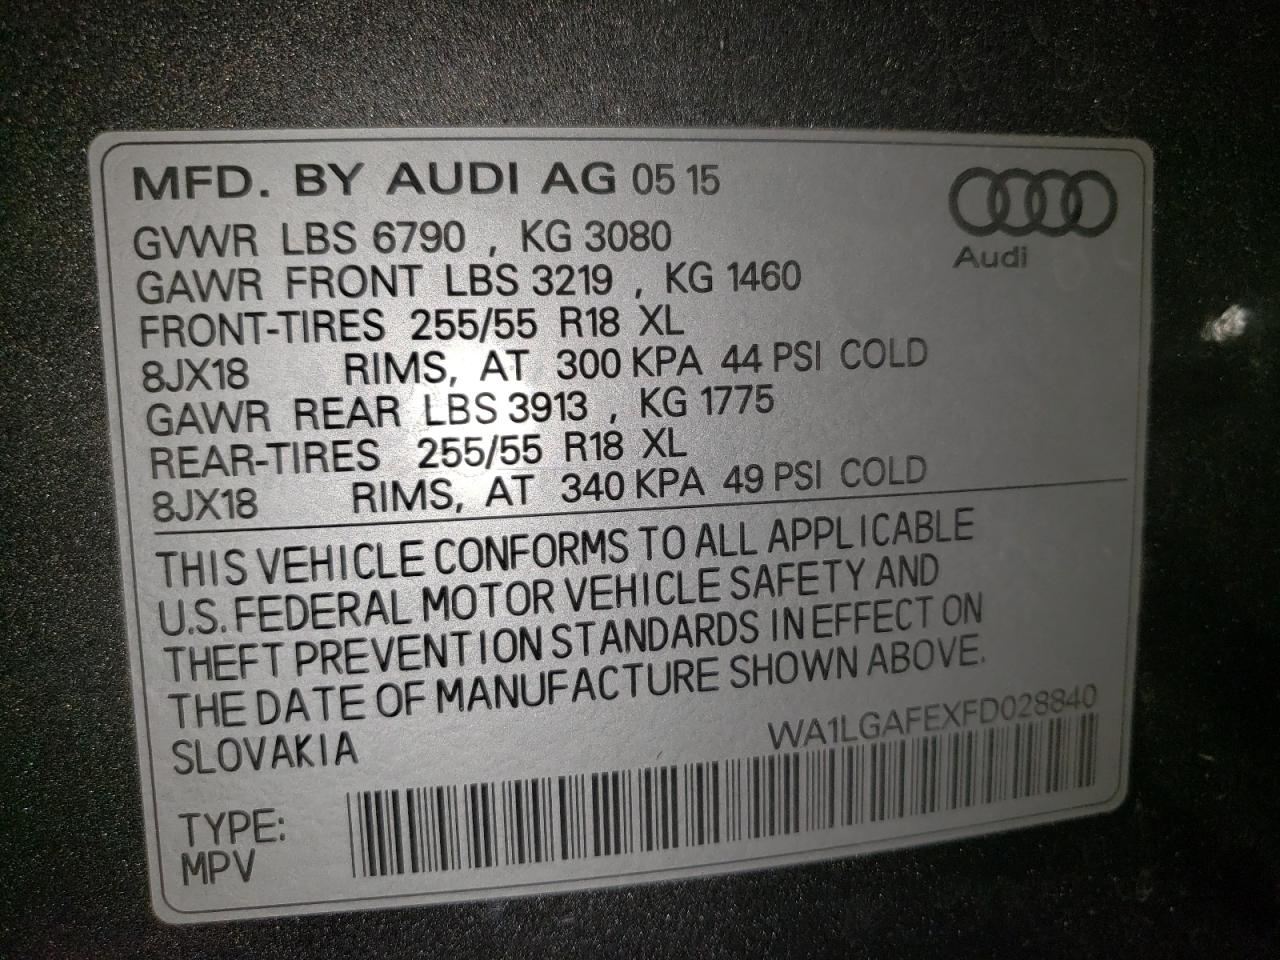 MFD. BY AUDI AG 05 15
Audi
GVWR LBS 6790 , KG 3080
GAWR FRONT LBS 3219 , KG 1460
FRONT-TIRES 255/55 R18 XL
8JX18 RIMS, AT 300 KPA 44 PSI COLD
GAWR REAR LBS 3913 , KG 1775
REAR-TIRES 255/55 R18 XL
8JX18 RIMS, AT 340 KPA 49 PSI COLD
THIS VEHICLE CONFORMS TO ALL APPLICABLE
U.S. FEDERAL MOTOR VEHICLE SAFETY AND
THEFT PREVENTION STANDARDS IN EFFECT ON
THE DATE OF MANUFACTURE SHOWN ABOVE.
SLOVAKIA
WA1LGAFEXFD028840
TYPE:
MPV